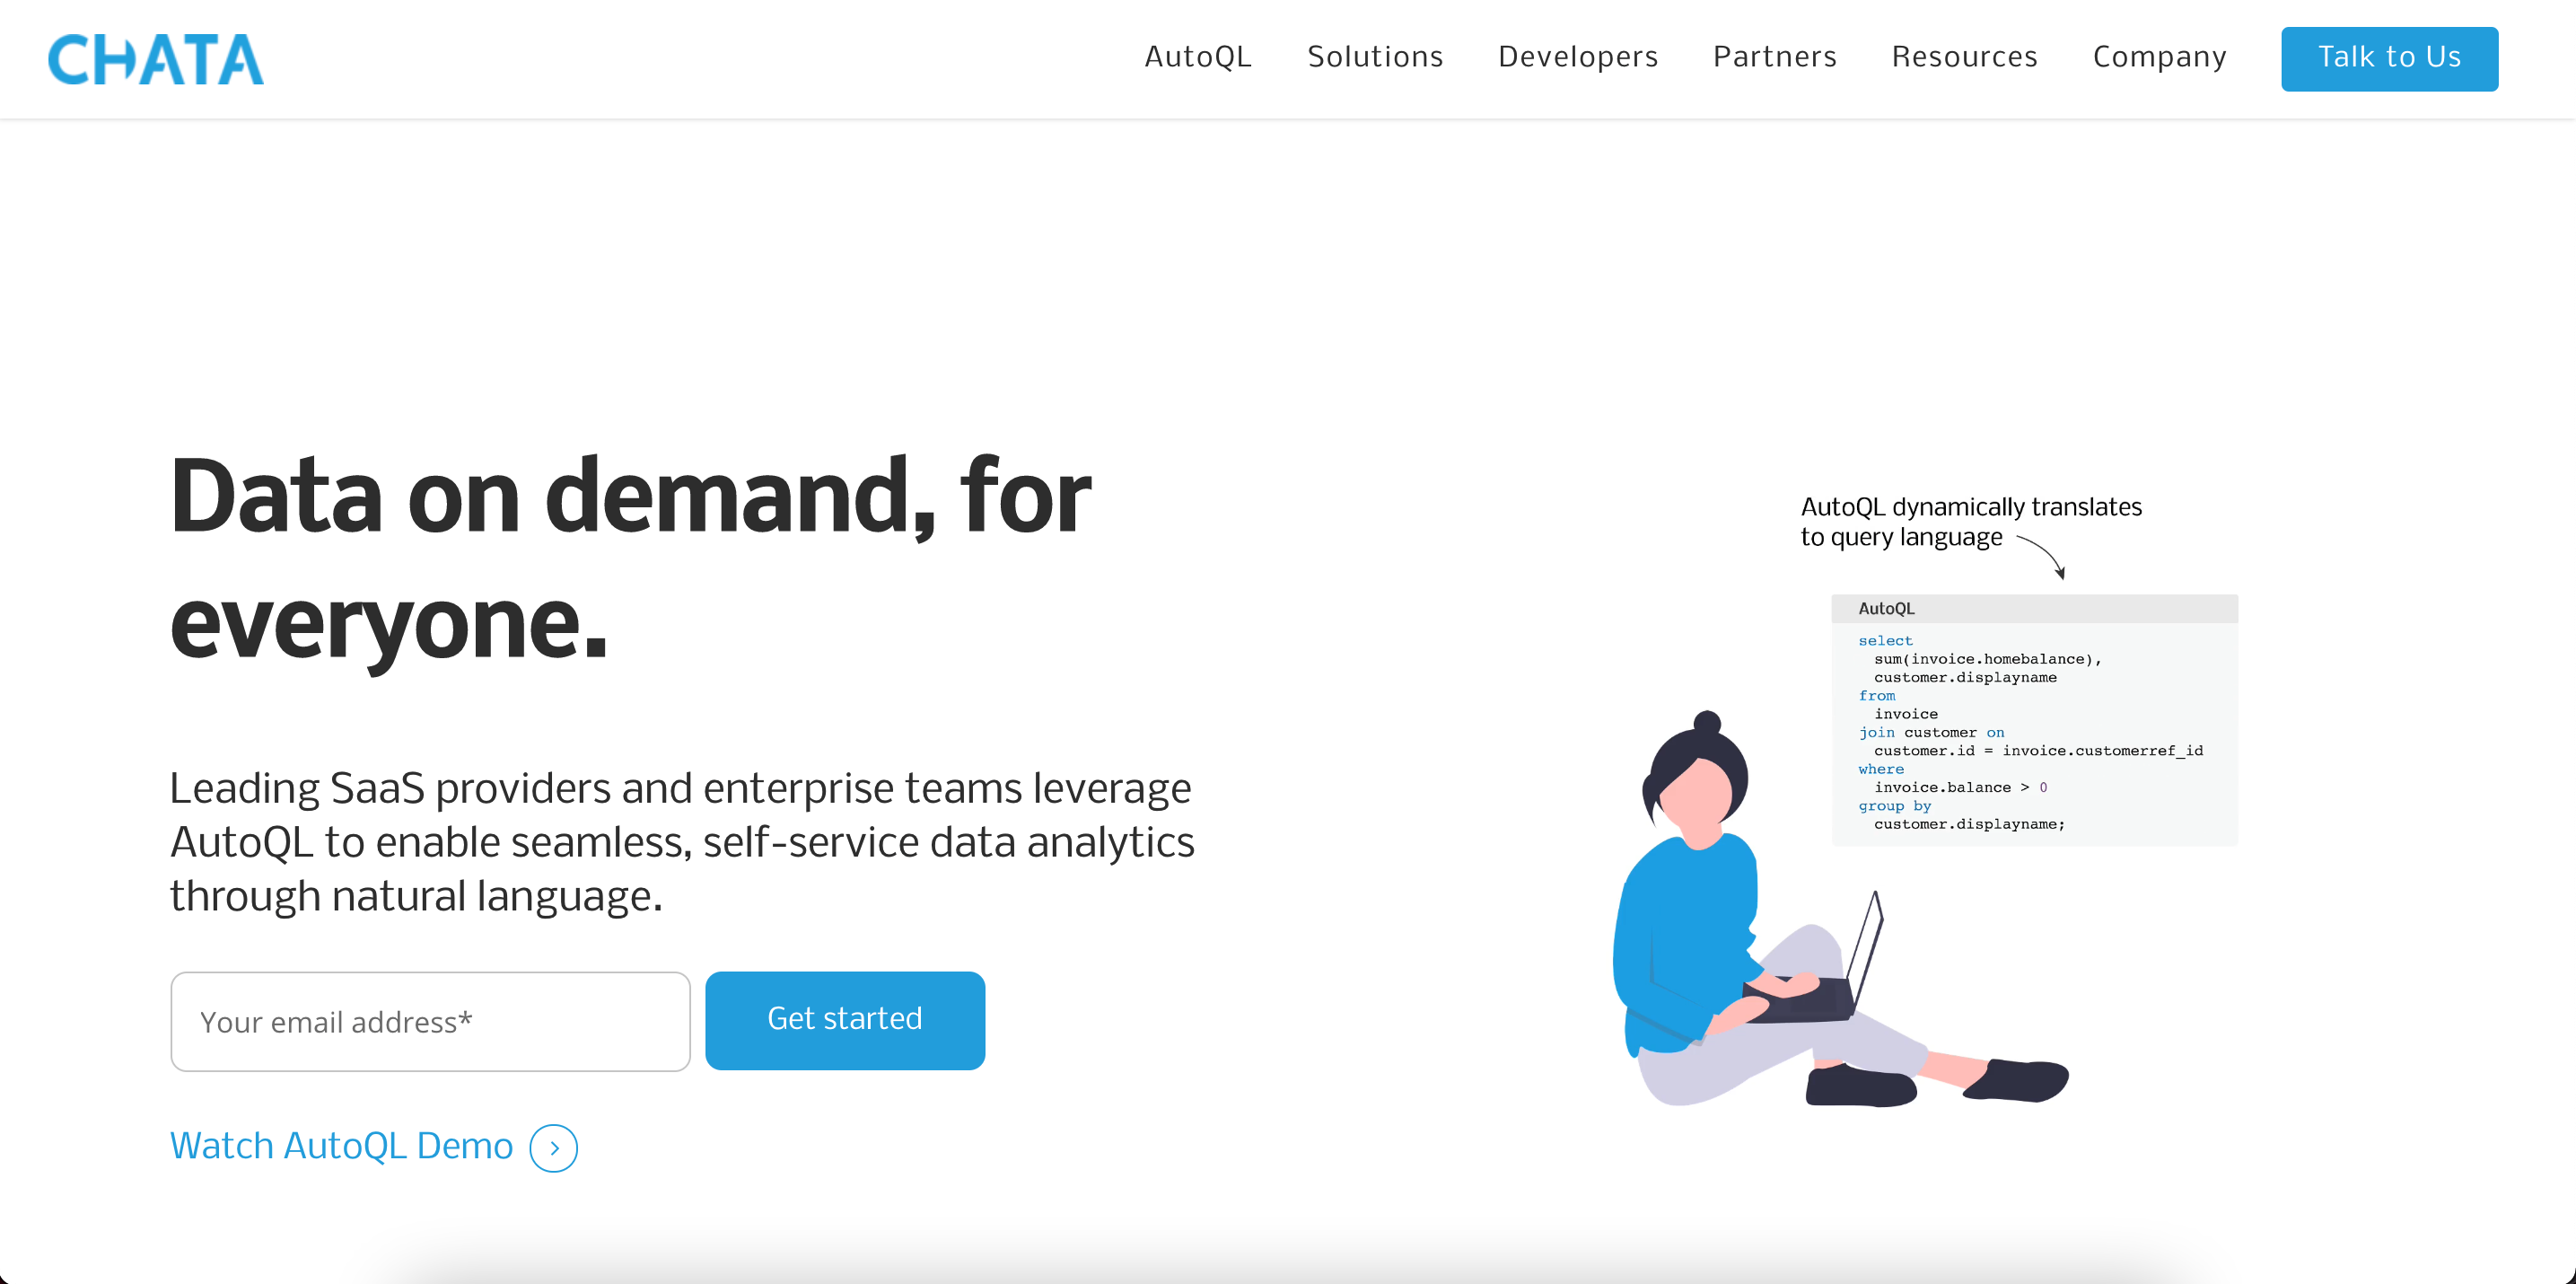 CHATA
AutoQL
Solutions
Developers
Partners
Resources
Company
Talk to Us
Data on demand, for
everyone.
Leading SaaS providers and enterprise teams leverage
AutoQL to enable seamless, self-service data analytics
through natural language.
Your email address*
Get started
Watch AutoQL Demo
AutoQL dynamically translates
to query language
AutoQL
select
sum(invoice.homebalance),
customer.displayname
from
invoice
join customer on
customer.id = invoice.customerref_id
where
invoice.balance > 0
group by
customer.displayname;